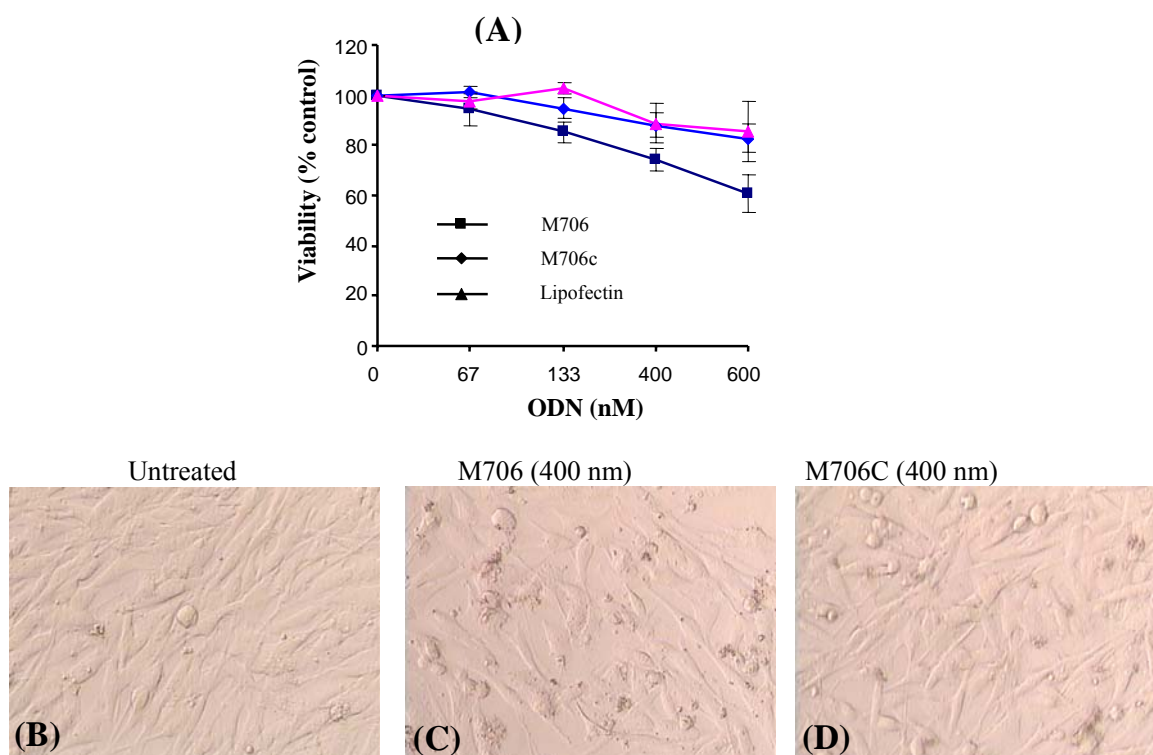 (A)
120
100
80
60
40
20
0
Viability (% control)
M706
M706c
Lipofectin
0 67 133 400 600
ODN (nM)
Untreated M706 (400 nm) M706C (400 nm)
(B) (C) (D)